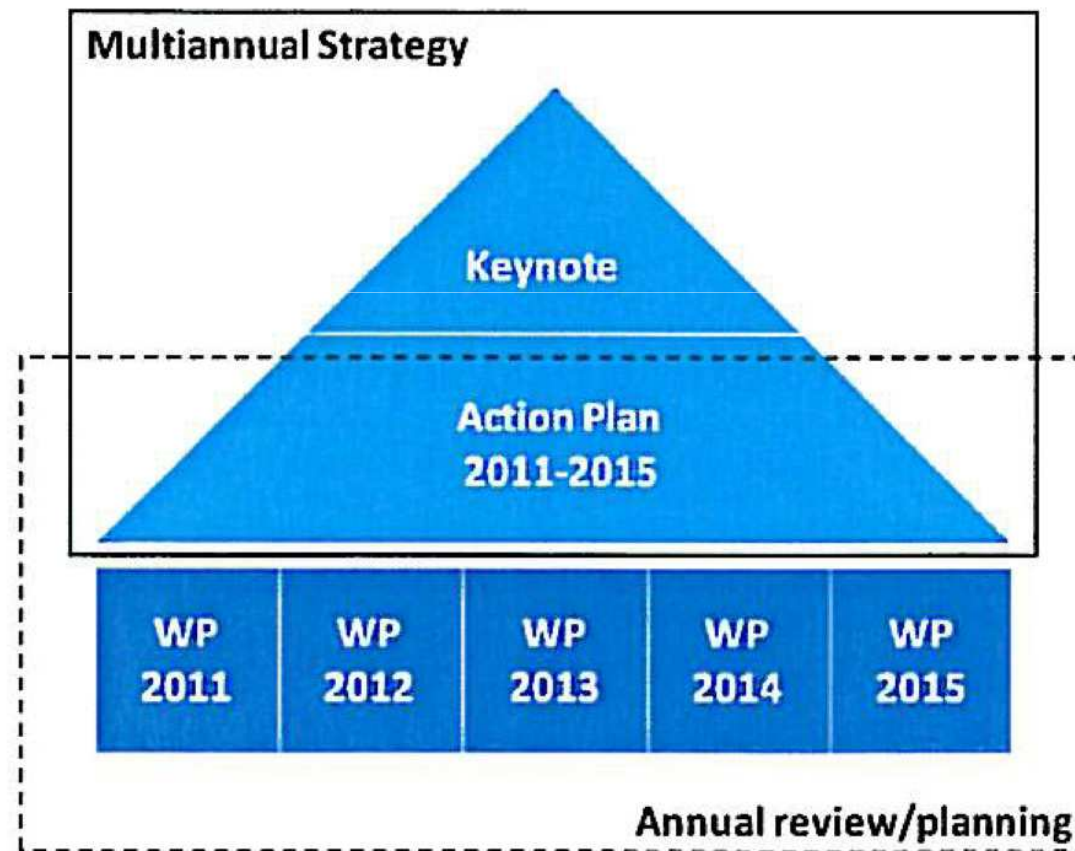 Multiannual Strategy
Keynote
Action Plan
2011-2015
WP
2011
WP
2012
WP
2013
WP
2014
WP
2015
Annual review/planning